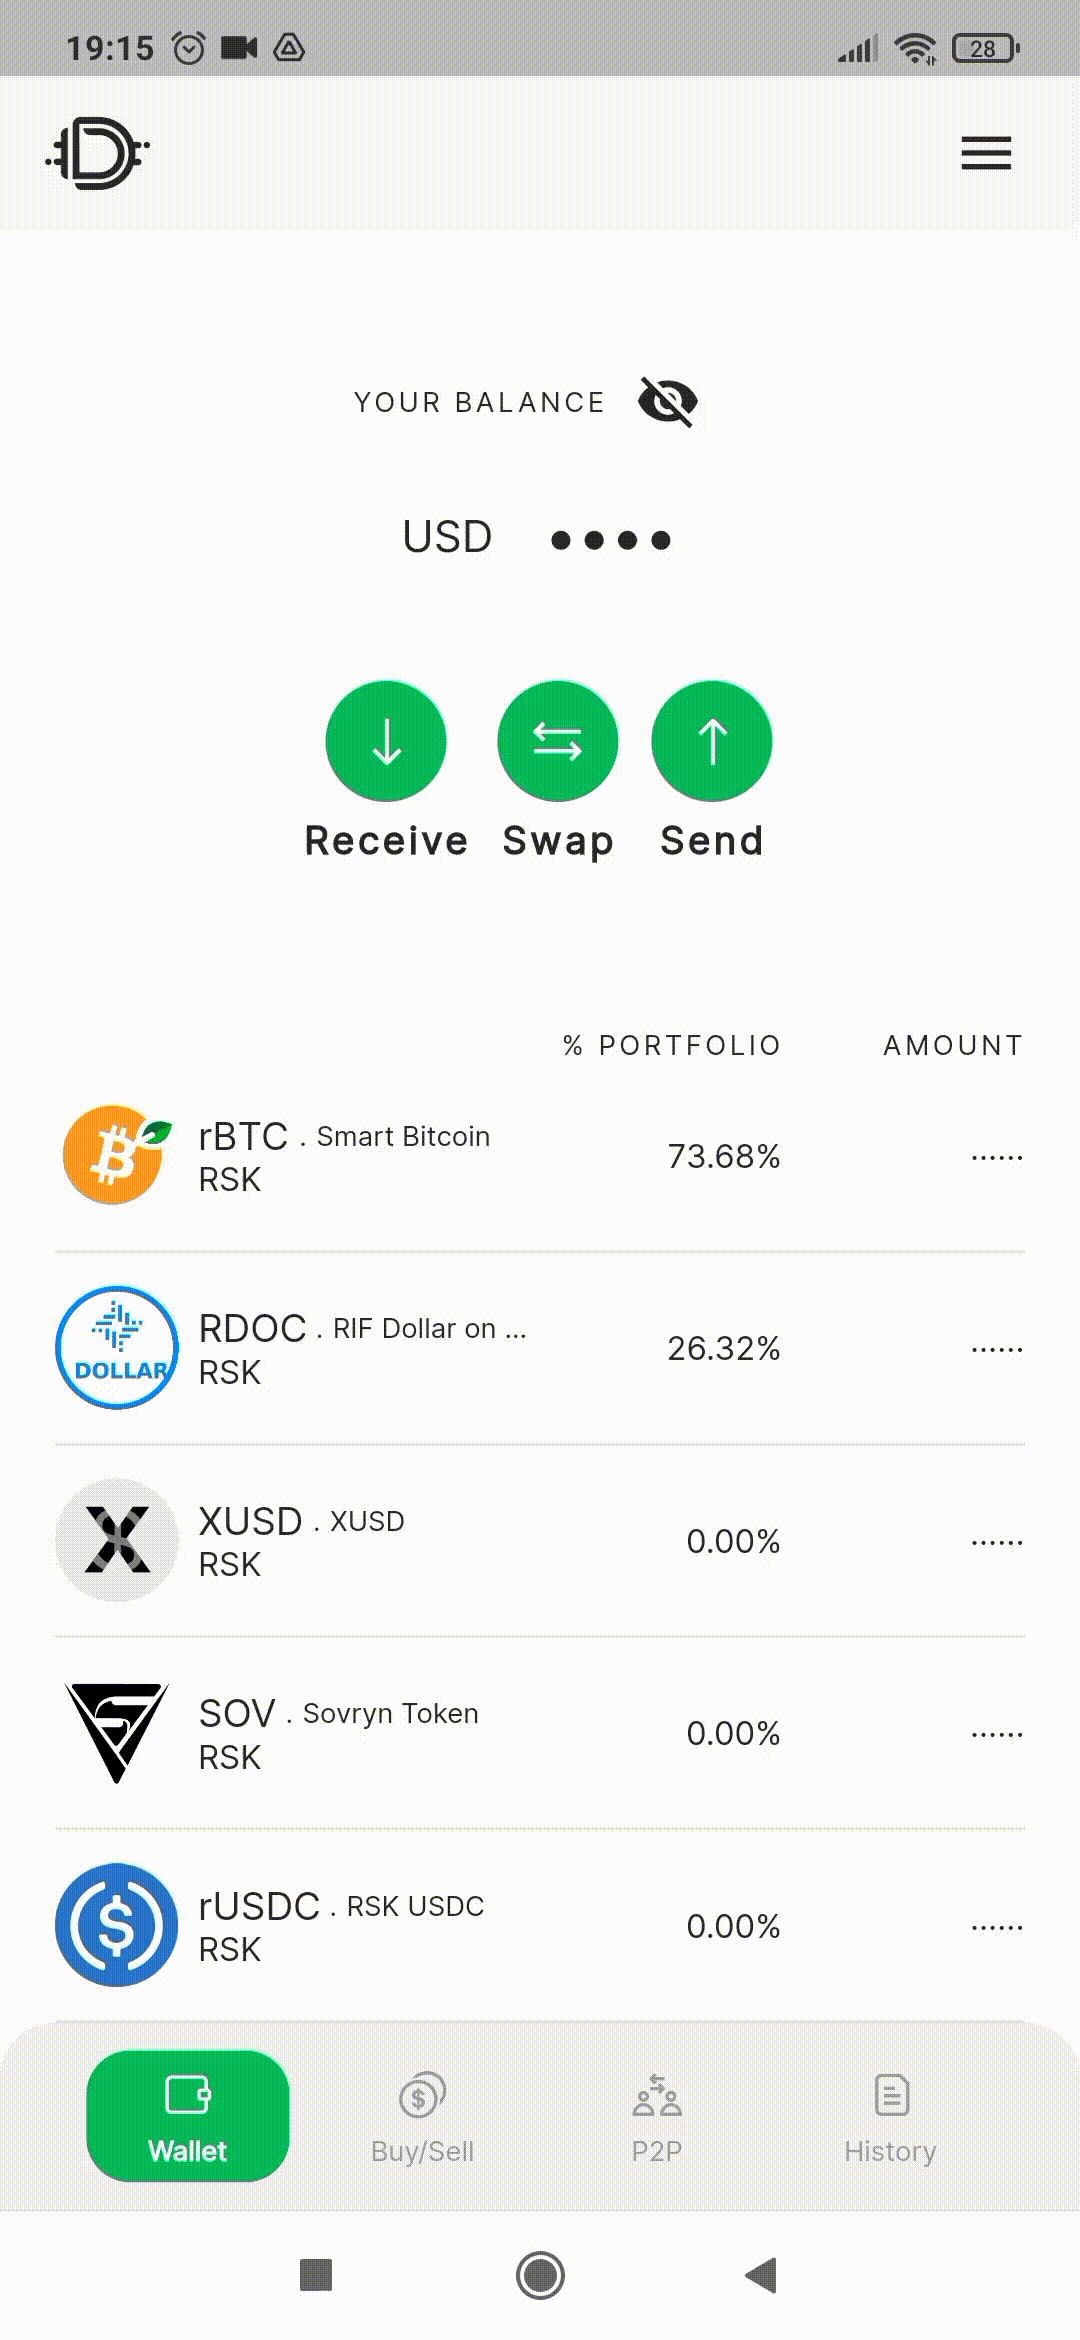 19:15 28
YOUR BALANCE
USD ••••
Receive Swap Send
% PORTFOLIO AMOUNT
rBTC . Smart Bitcoin
RSK
73.68% ······
RDOC . RIF Dollar on ...
RSK
26.32% ······
DOLLAR
XUSD . XUSD
RSK
0.00% ······
SOV . Sovryn Token
RSK
0.00% ······
rUSDC . RSK USDC
RSK
0.00% ······
Wallet Buy/Sell P2P History